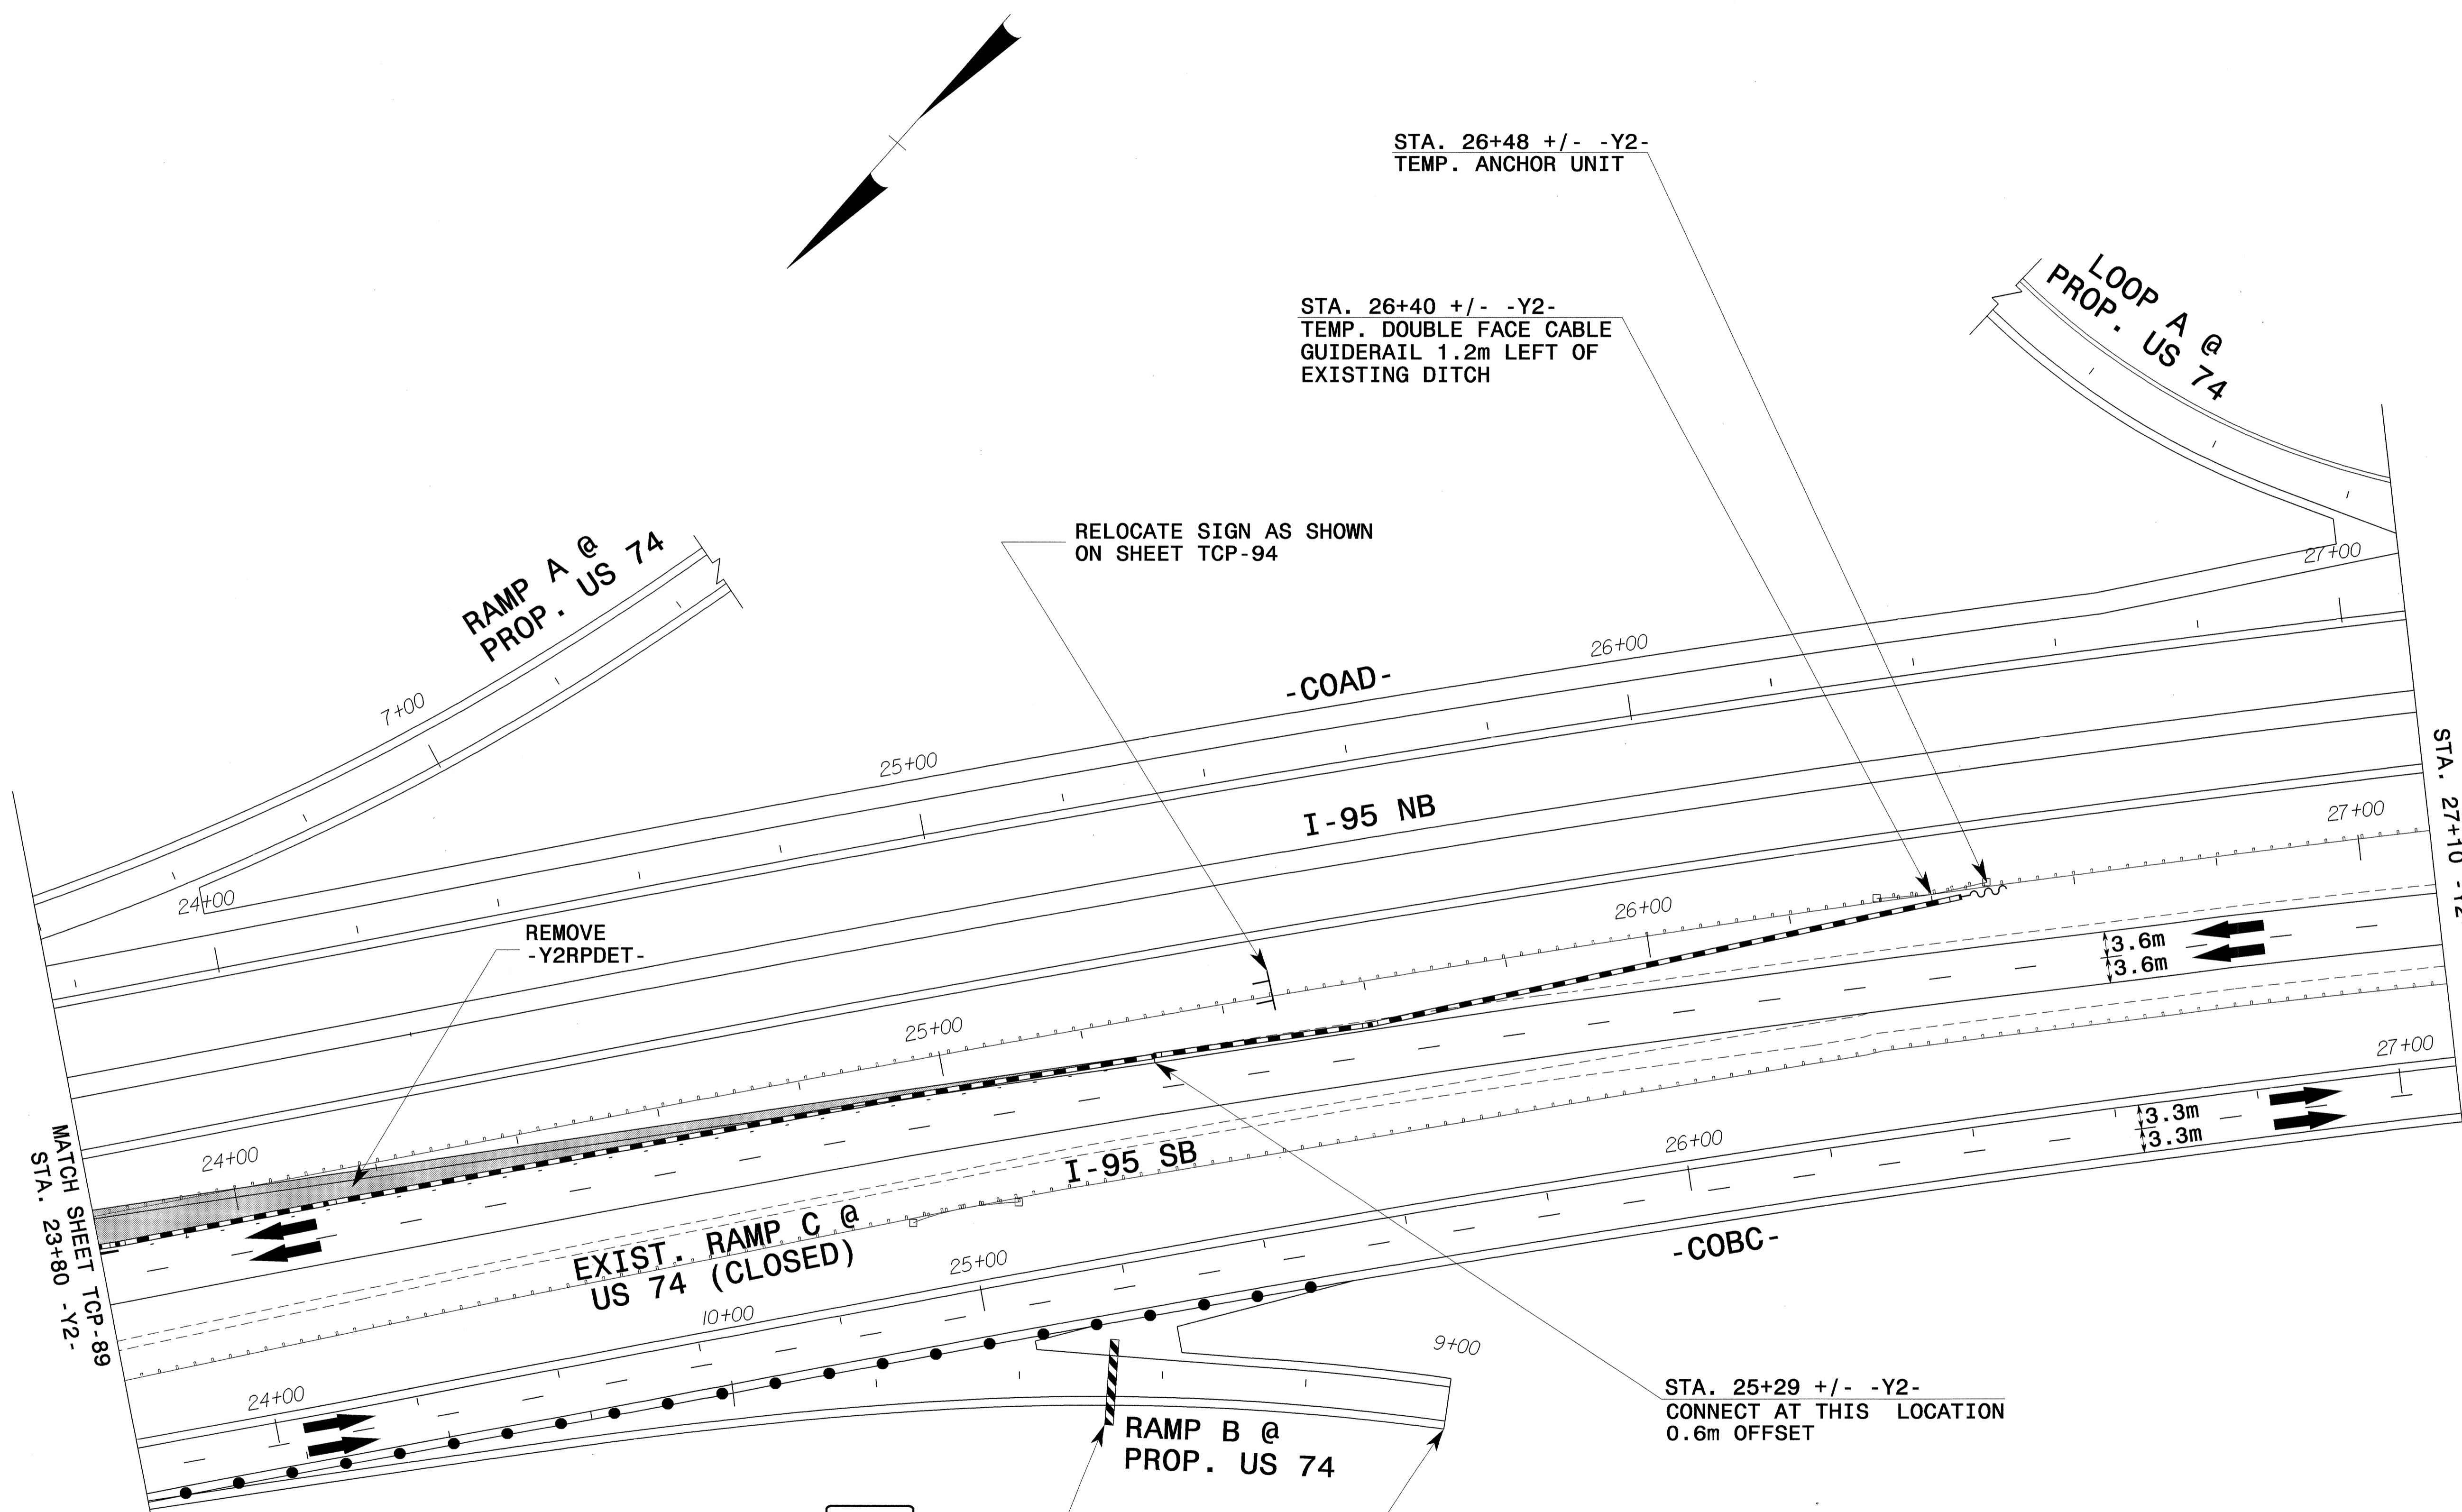 STA. 26+48 +/- -Y2-
TEMP. ANCHOR UNIT
STA. 26+40 +/- -Y2-
TEMP. DOUBLE FACE CABLE
GUIDERAIL 1.2m LEFT OF
EXISTING DITCH
LOOP A @
PROP. US 74
RELOCATE SIGN AS SHOWN
ON SHEET TCP-94
RAMP A @
PROP. US 74
7+00
24+00
25+00
-COAD-
26+00
27+00
REMOVE
-Y2RPDET-
I-95 NB
24+00
25+00
26+00
27+00
3.6m
3.6m
STA. 27+10 -Y2
MATCH SHEET TCP-89
STA. 23+80 -Y2-
I-95 SB
EXIST. RAMP C @
US 74 (CLOSED)
24+00
10+00
25+00
26+00
27+00
3.3m
3.3m
-COBC-
9+00
RAMP B @
PROP. US 74
STA. 25+29 +/- -Y2-
CONNECT AT THIS LOCATION
0.6m OFFSET